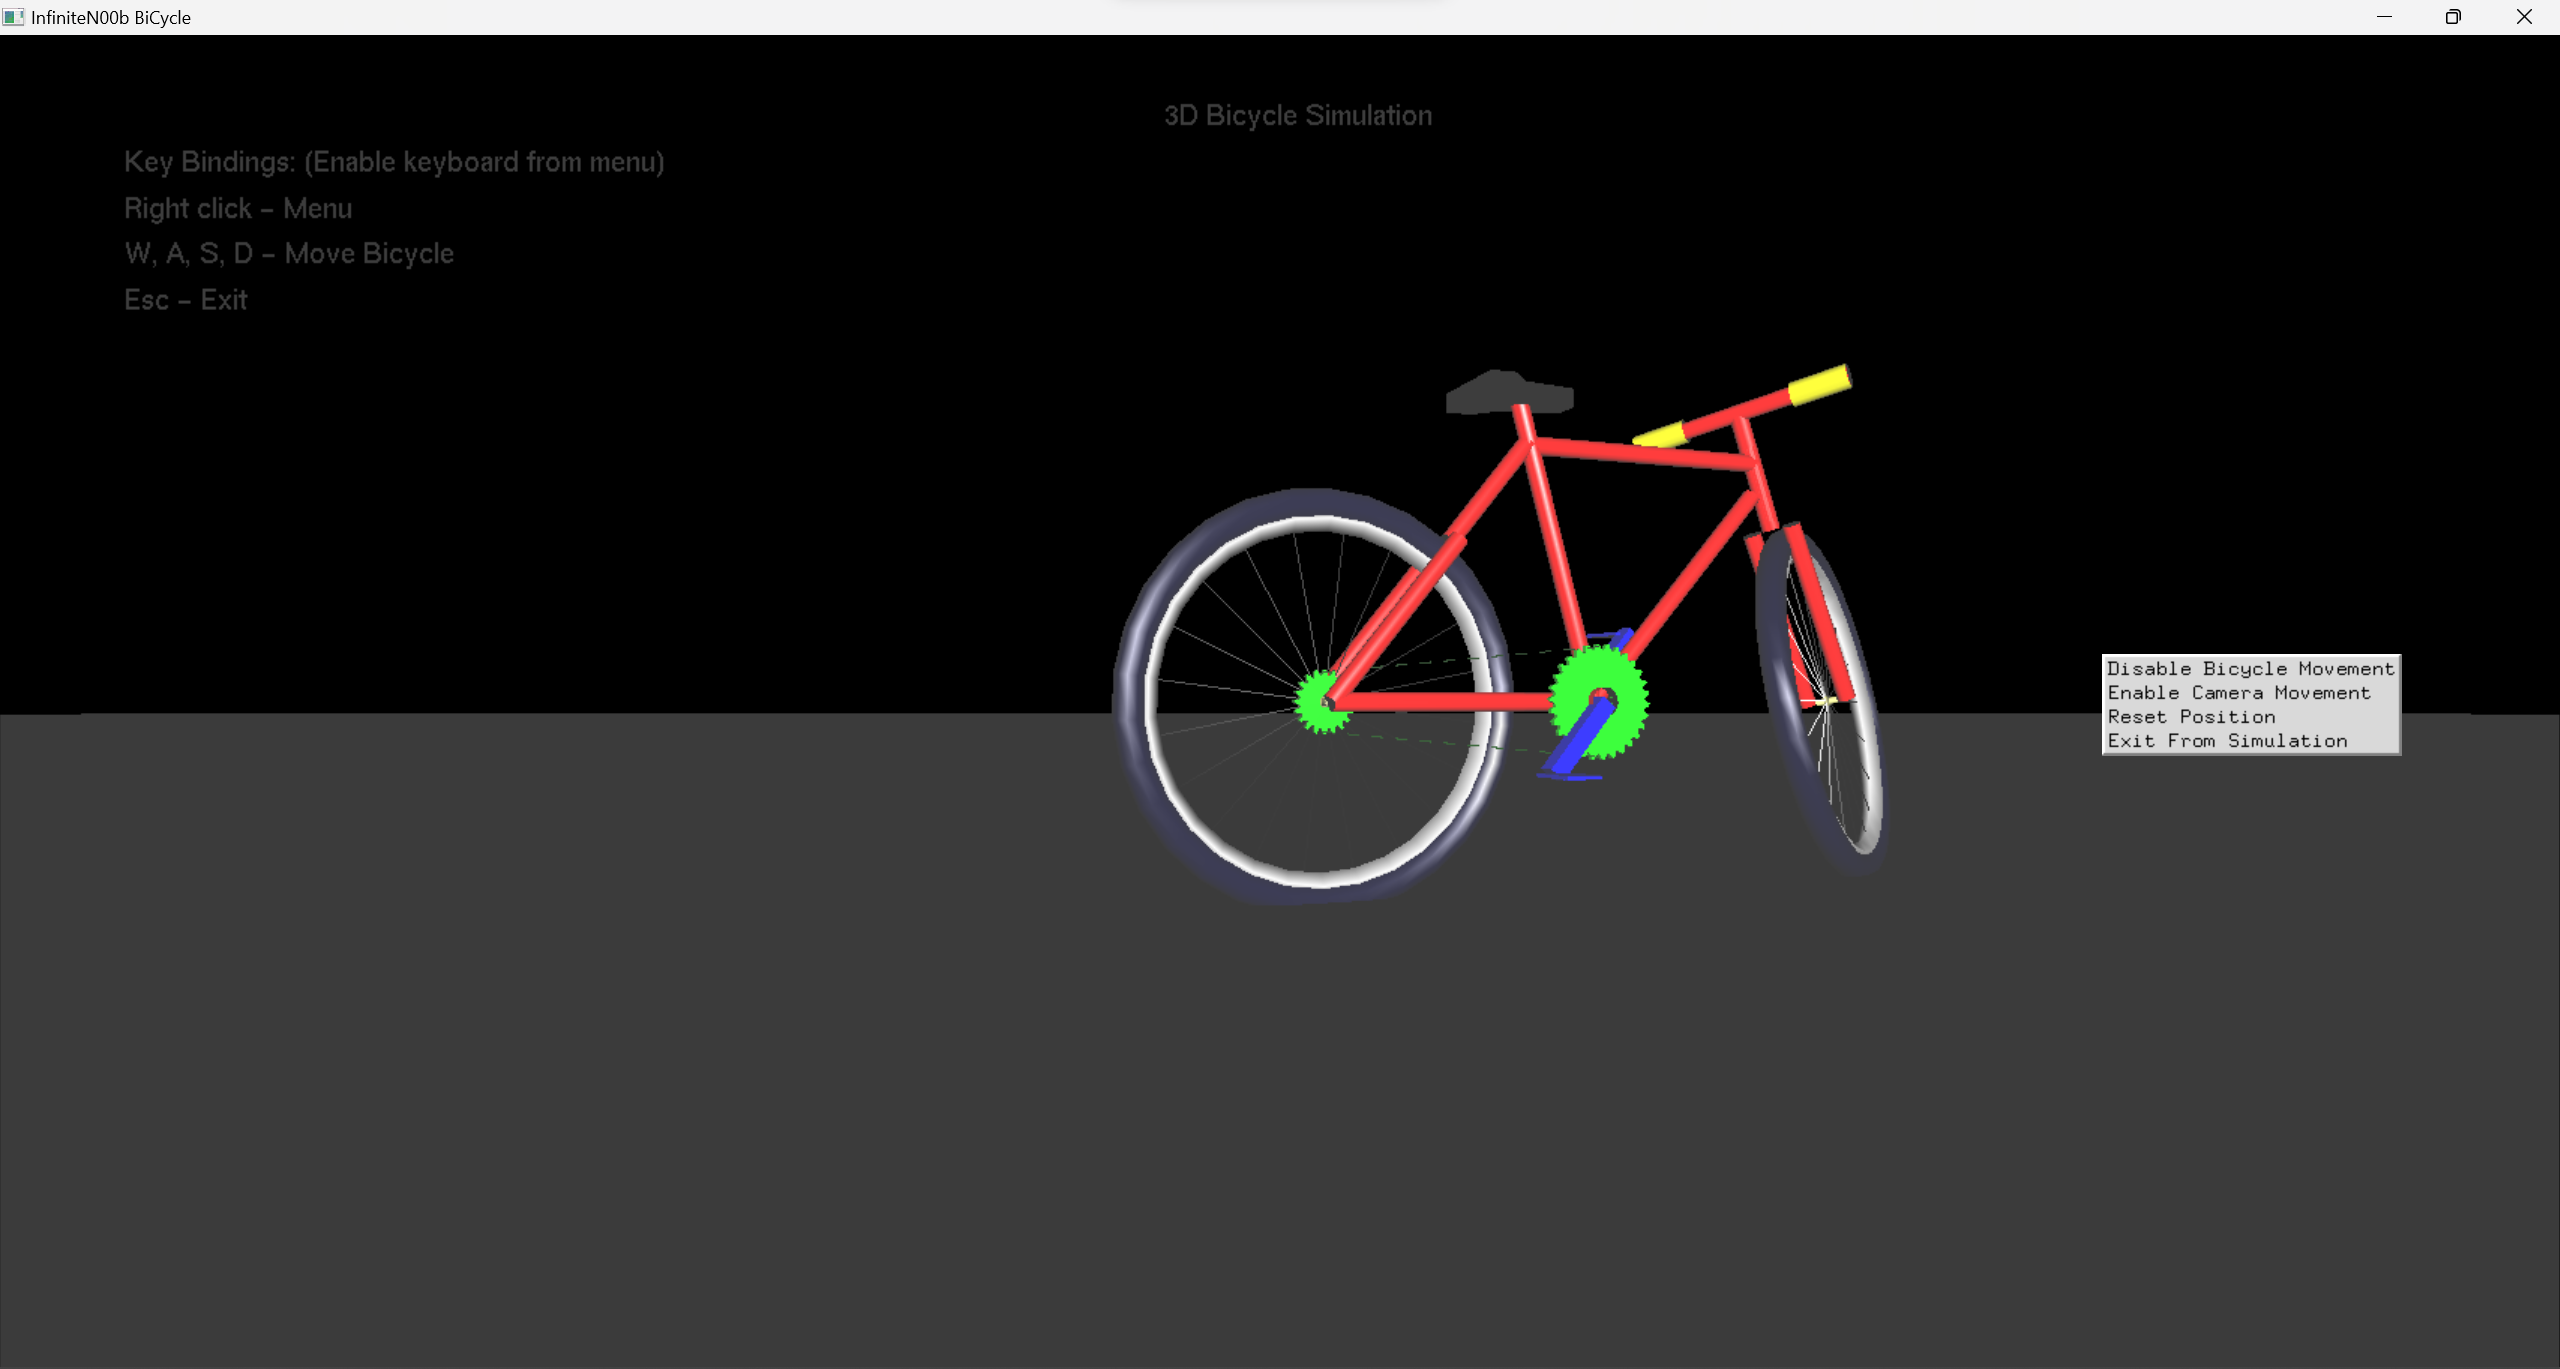 InfiniteN00b BiCycle
3D Bicycle Simulation
Key Bindings: (Enable keyboard from menu)
Right click - Menu
W, A, S, D - Move Bicycle
Esc - Exit
Disable Bicycle Movement
Enable Camera Movement
Reset Position
Exit From Simulation